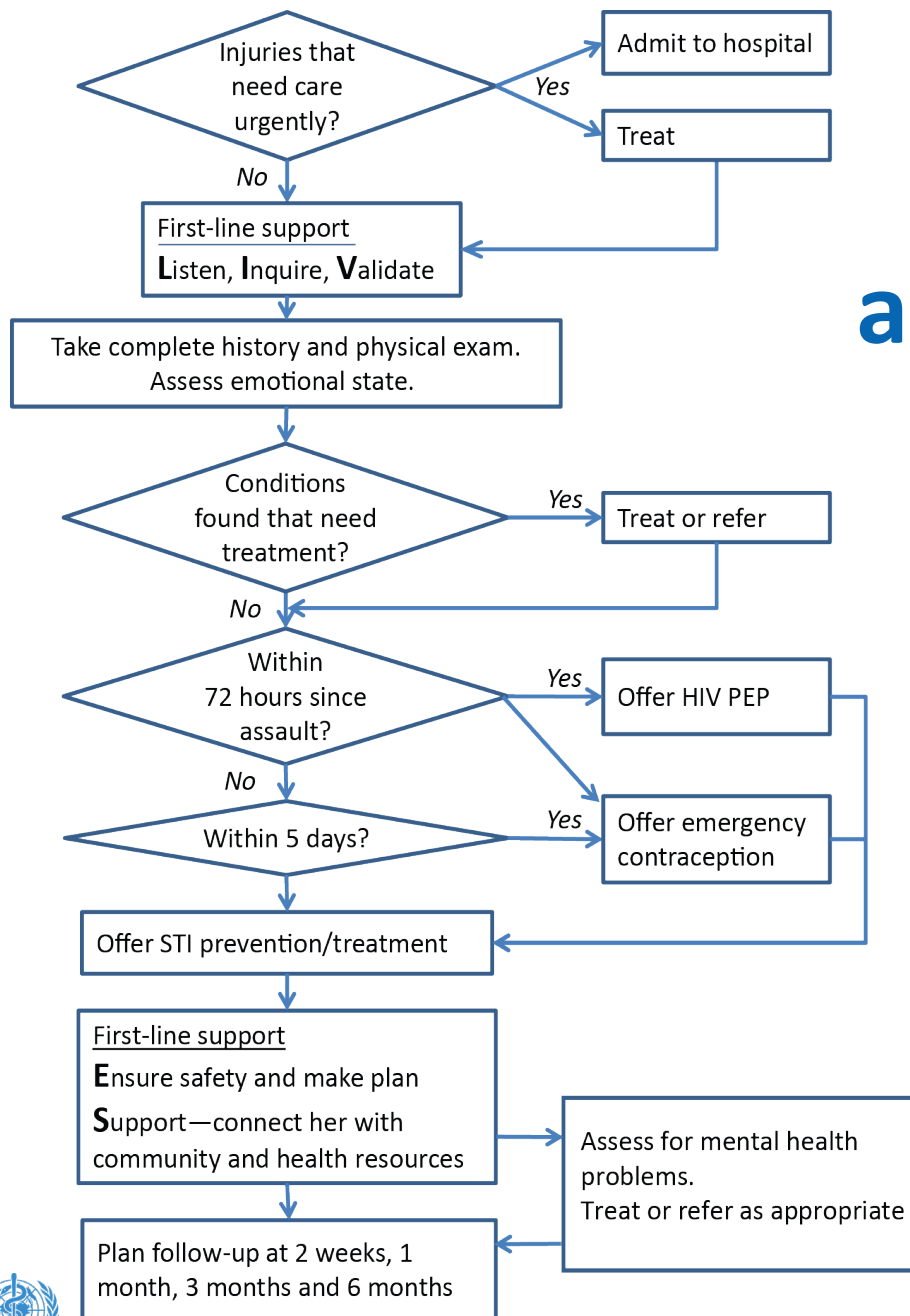 Injuries that
need care
urgently?
Yes
Admit to hospital
Treat
No
First-line support
Listen, Inquire, Validate
a
Take complete history and physical exam.
Assess emotional state.
Conditions
found that need
treatment?
Yes
Treat or refer
No
Within
72 hours since
assault?
Yes
Offer HIV PEP
No
Within 5 days?
Yes
Offer emergency
contraception
Offer STI prevention/treatment
First-line support
Ensure safety and make plan
Support—connect her with
community and health resources
Assess for mental health
problems.
Treat or refer as appropriate
Plan follow-up at 2 weeks, 1
month, 3 months and 6 months